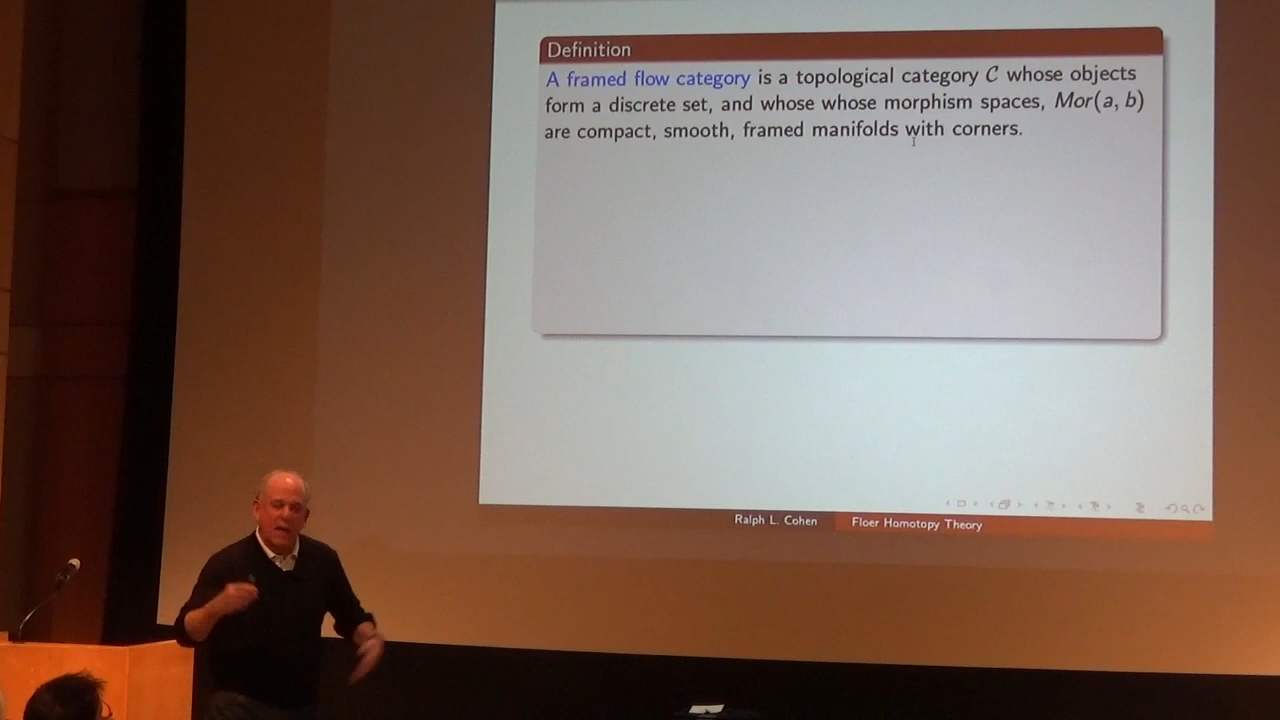 Definition
A framed flow category is a topological category C whose objects
form a discrete set, and whose whose morphism spaces, Mor(a, b)
are compact, smooth, framed manifolds with corners.
Ralph L. Cohen Floer Homotopy Theory